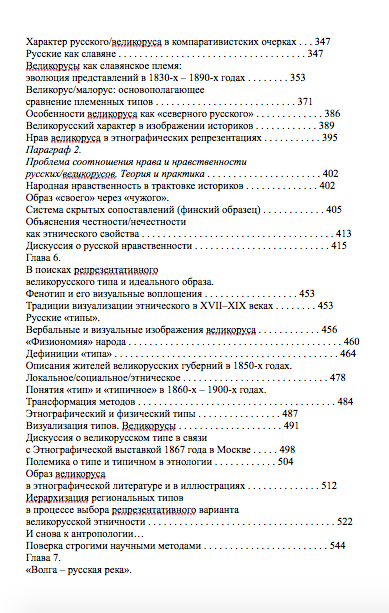 Характер русского/великоруса в компаративистских очерках . . . 347
Русские как славяне . . . . . . . . . . . . . . . . . . . . . . . . . . . . . . 347
Великорусы как славянское племя:
эволюция представлений в 1830-х – 1890-х годах . . . . . . . . 353
Великорус/малорус: основополагающее
сравнение племенных типов . . . . . . . . . . . . . . . . . . . . . . 371
Особенности великоруса как «северного русского» . . . . . . 386
Великорусский характер в изображении историков . . . . . . 389
Нрав великоруса в этнографических репрезентациях . . . . . . 395
Параграф 2.
Проблема соотношения нрава и нравственности
русских/великорусов. Теория и практика . . . . . . . . . . . . . . . . . 402
Народная нравственность в трактовке историков . . . . . . . . . 402
Образ «своего» через «чужого».
Система скрытых сопоставлений (финский образец) . . . . . . . . . 405
Объяснения честности/нечестности
как этнического свойства . . . . . . . . . . . . . . . . . . . . . . . . . . 413
Дискуссия о русской нравственности . . . . . . . . . . . . . . . . . . 415
Глава 6.
В поисках репрезентативного
великорусского типа и идеального образа.
Фенотип и его визуальные воплощения . . . . . . . . . . . . 453
Традиции визуализации этнического в XVII–XIX веках . . . . . . 453
Русские «типы».
Вербальные и визуальные изображения великоруса . . . . . . . . 456
«Физиономия» народа . . . . . . . . . . . . . . . . . . . . . . . . . . . . . . 460
Дефиниции «типа» . . . . . . . . . . . . . . . . . . . . . . . . . . . . . . . . . 464
Описания жителей великорусских губерний в 1850-х годах.
Локальное/социальное/этническое . . . . . . . . . . . . . . . . . . . 478
Понятия «тип» и «типичное» в 1860-х – 1900-х годах.
Трансформация методов . . . . . . . . . . . . . . . . . . . . . . . . . . . 484
Этнографический и физический типы . . . . . . . . . . . . . 487
Визуализация типов. Великорусы . . . . . . . . . . . . . . . . . . 491
Дискуссия о великорусском типе в связи
с Этнографической выставкой 1867 года в Москве . . . . . 498
Полемика о типе и типичном в этнологии . . . . . . . . . . . 504
Образ великоруса
в этнографической литературе и в иллюстрациях . . . . . . . . . . . 512
Иерархизация региональных типов
в процессе выбора репрезентативного варианта
великорусской этничности . . . . . . . . . . . . . . . . . . . . . . . . . . 522
И снова к антропологии…
Поверка строгими научными методами . . . . . . . . . . . . . . . . . . 544
Глава 7.
«Волга – русская река».